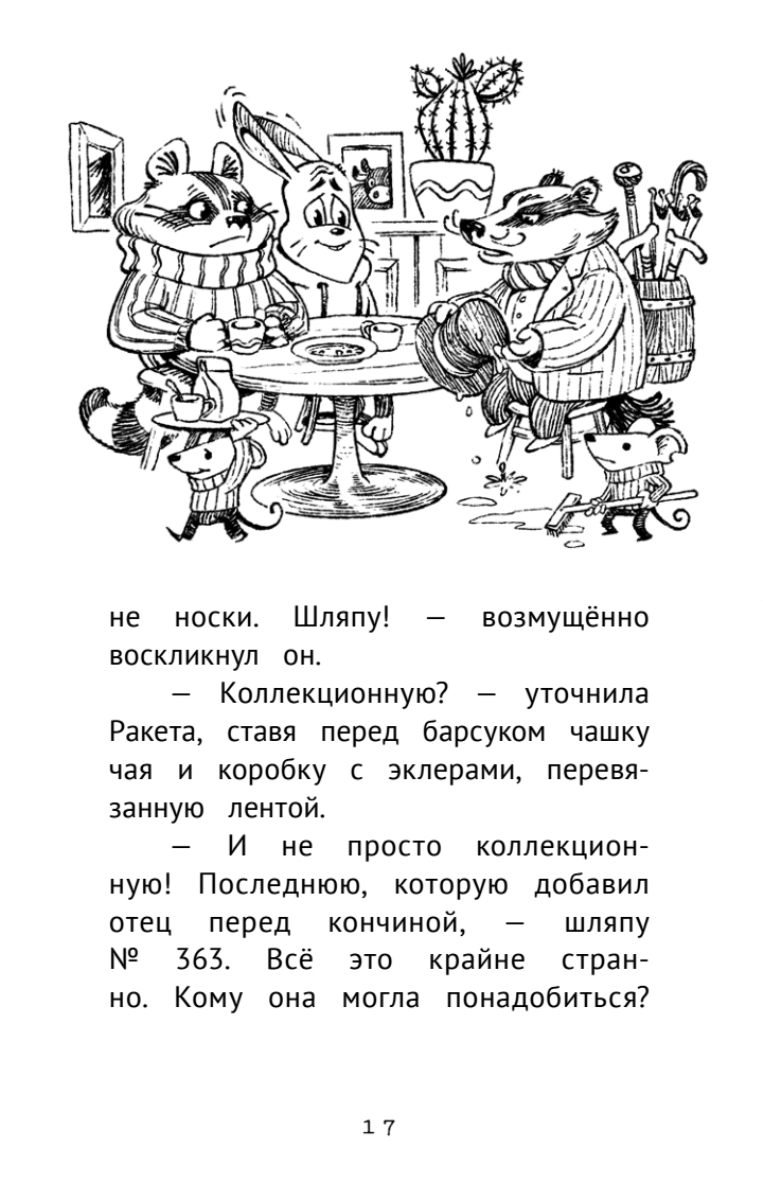 не носки. Шляпу! — возмущённо
воскликнул он.
— Коллекционную? — уточнила
Ракета, ставя перед барсуком чашку
чая и коробку с эклерами, перевя-
занную лентой.
— И не просто коллекцион-
ную! Последнюю, которую добавил
отец перед кончиной, — шляпу
№ 363. Всё это крайне стран-
но. Кому она могла понадобиться?
17